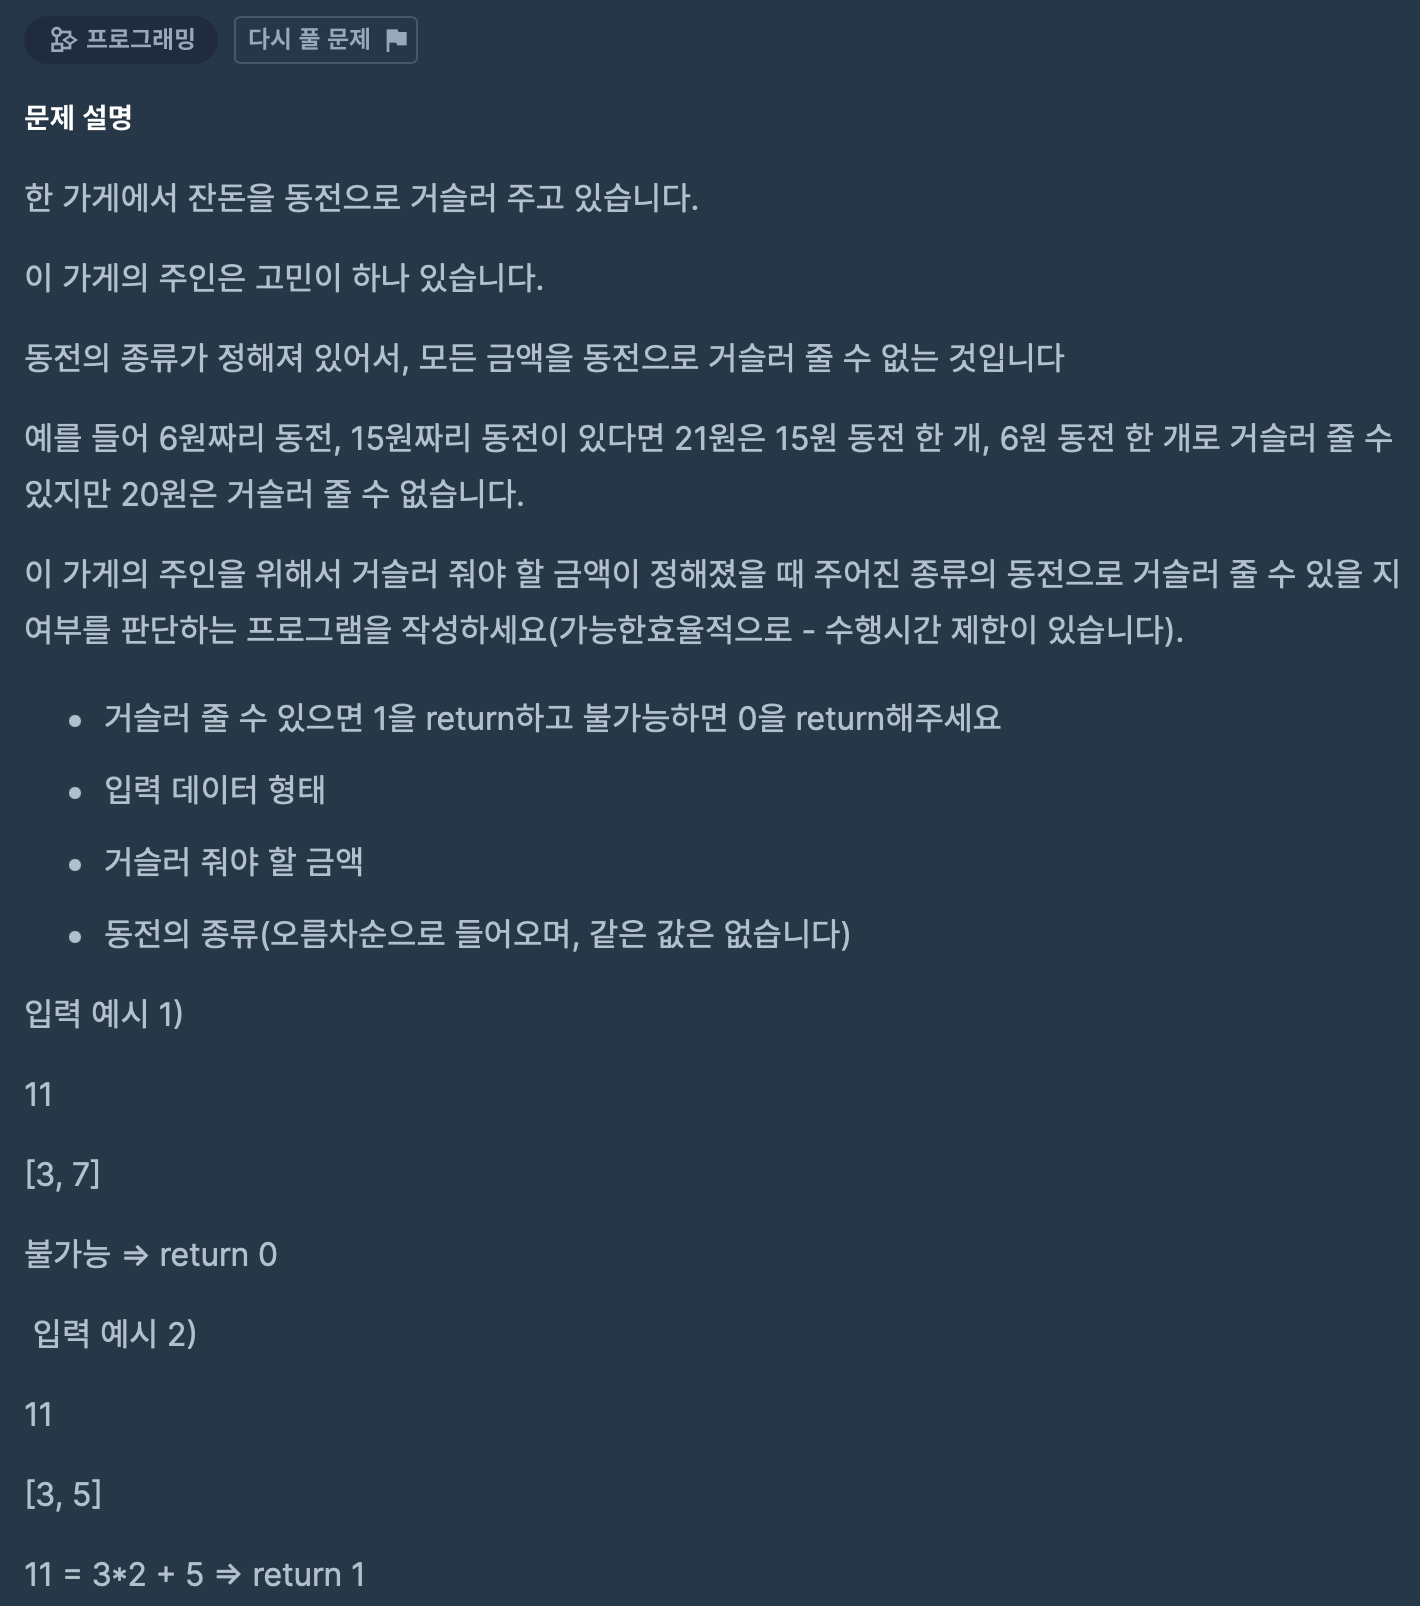 프로그래밍
다시 풀 문제
문제 설명
한 가게에서 잔돈을 동전으로 거슬러 주고 있습니다.
이 가게의 주인은 고민이 하나 있습니다.
동전의 종류가 정해져 있어서, 모든 금액을 동전으로 거슬러 줄 수 없는 것입니다
예를 들어 6원짜리 동전, 15원짜리 동전이 있다면 21원은 15원 동전 한 개, 6원 동전 한 개로 거슬러 줄 수
있지만 20원은 거슬러 줄 수 없습니다.
이 가게의 주인을 위해서 거슬러 줘야 할 금액이 정해졌을 때 주어진 종류의 동전으로 거슬러 줄 수 있을 지
여부를 판단하는 프로그램을 작성하세요(가능한효율적으로 - 수행시간 제한이 있습니다).
• 거슬러 줄 수 있으면 1을 return하고 불가능하면 0을 return해주세요
• 입력 데이터 형태
• 거슬러 줘야 할 금액
• 동전의 종류(오름차순으로 들어오며, 같은 값은 없습니다)
입력 예시 1)
11
[3, 7]
불가능 => return 0
입력 예시 2)
11
[3, 5]
11 = 3*2 + 5 => return 1